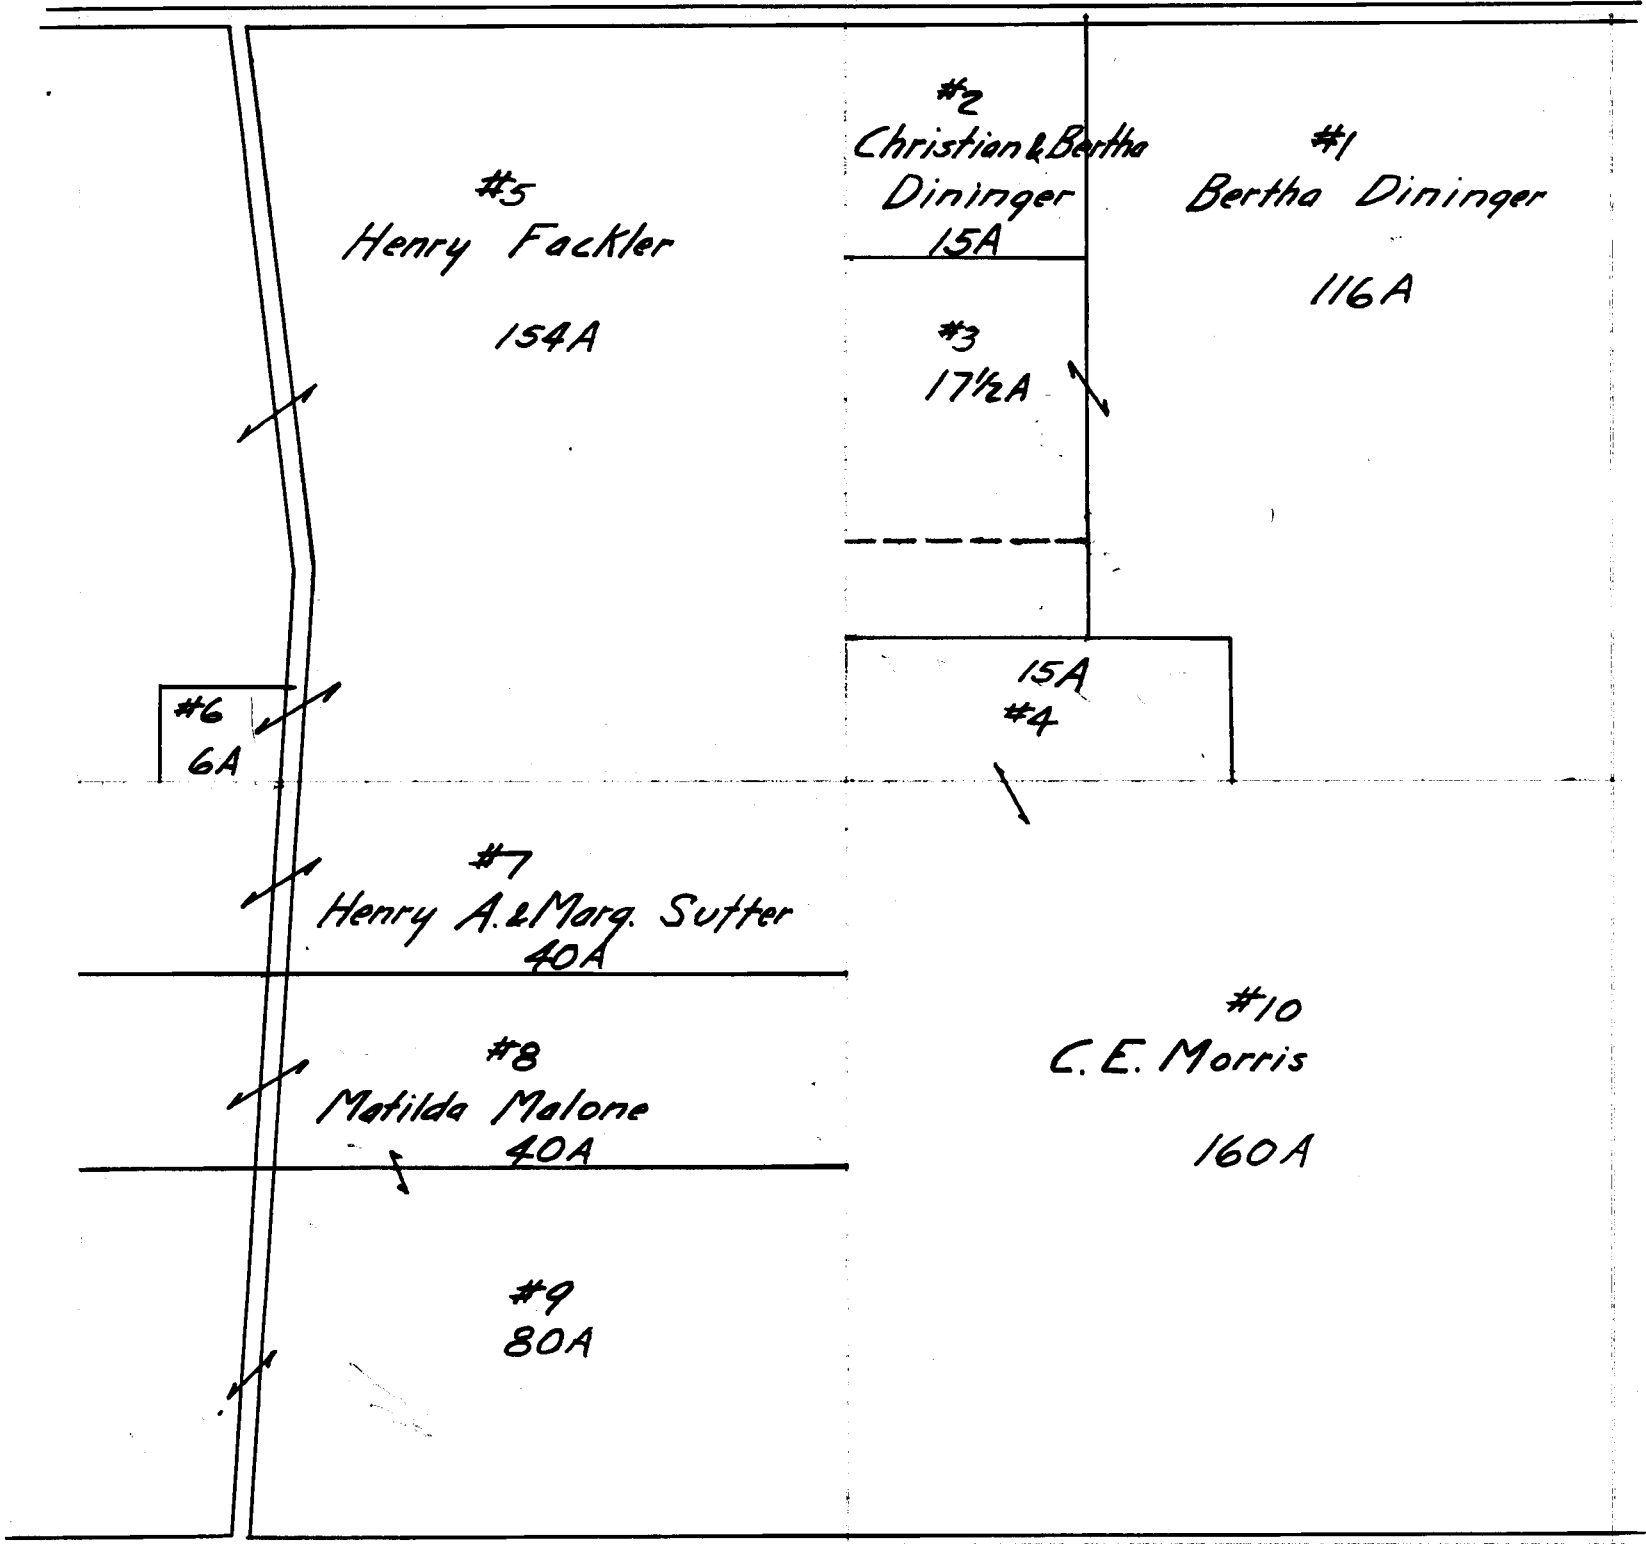 #5
Henry Fackler
154A
#2
Christian & Bertha
Dininger
15A
#1
Bertha Dininger
116A
#3
17½A
15A
#4
#6
6A
#7
Henry A. & Marg. Sutter
40A
#8
Matilda Malone
40A
#9
80A
#10
C. E. Morris
160A